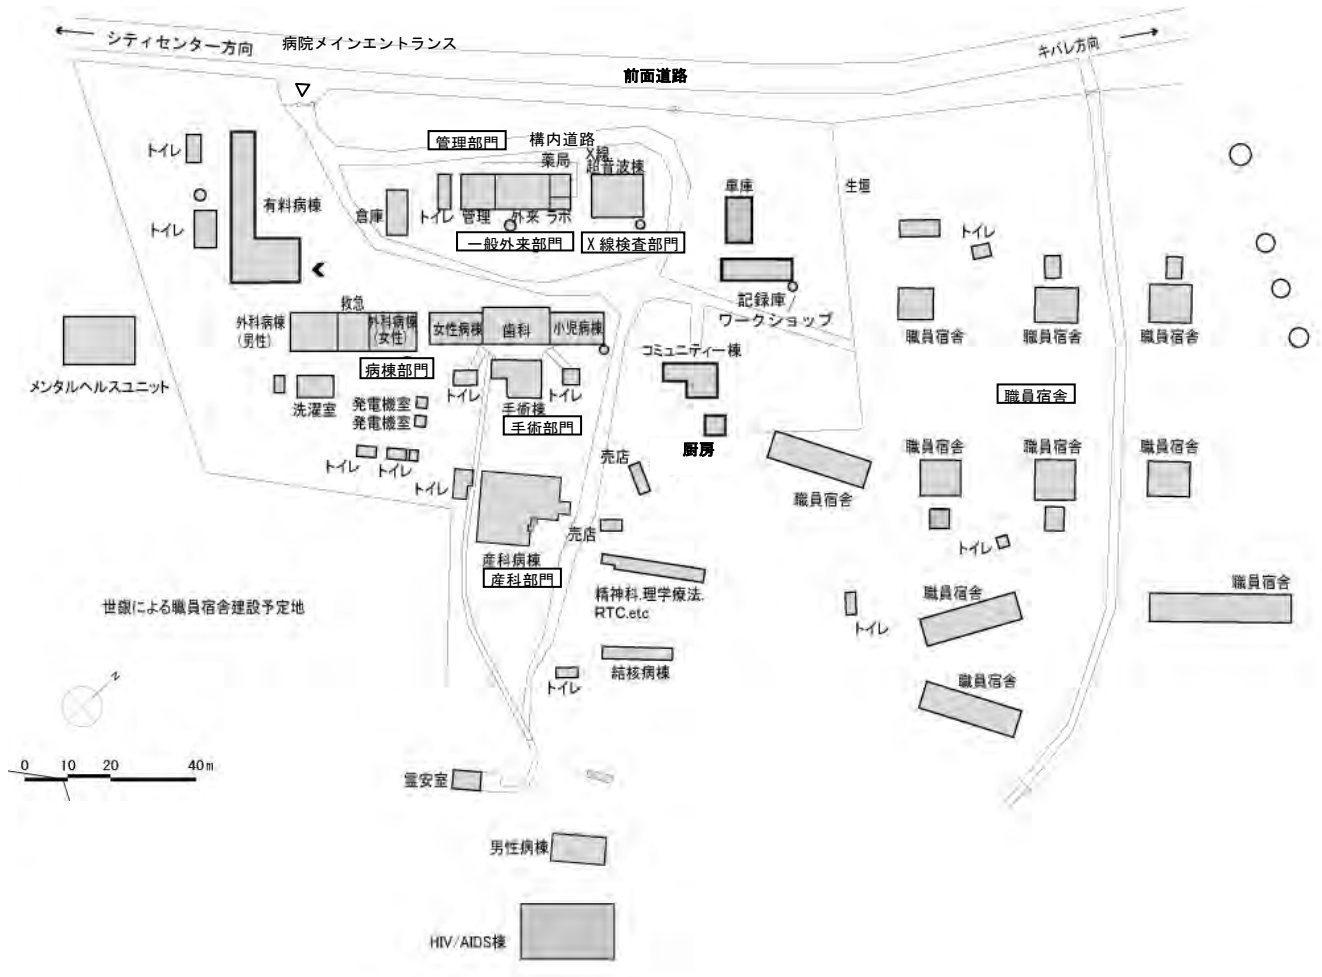 シティセンター方向
病院メインエントランス
キバレ方向
前面道路
管理部門
構内道路
トイレ
薬局
X線
超音波棟
車庫
生垣
有料病棟
倉庫
トイレ
管理
外来
ラボ
トイレ
トイレ
一般外来部門
X線検査部門
記録庫
ワークショップ
救急
外科病棟
(男性)
外科病棟
(女性)
女性病棟
歯科
小児病棟
職員宿舎
職員宿舎
職員宿舎
コミュニティー棟
病棟部門
メンタルヘルスユニット
洗濯室
発電機室
発電機室
トイレ
手術棟
トイレ
手術部門
職員宿舎
厨房
職員宿舎
職員宿舎
職員宿舎
売店
トイレ
トイレ
トイレ
職員宿舎
売店
トイレ
産科病棟
産科部門
精神科.理学療法.
RTC.etc
職員宿舎
職員宿舎
世銀による職員宿舎建設予定地
トイレ
結核病棟
トイレ
職員宿舎
N
0 10 20 40m
霊安室
男性病棟
HIV/AIDS棟